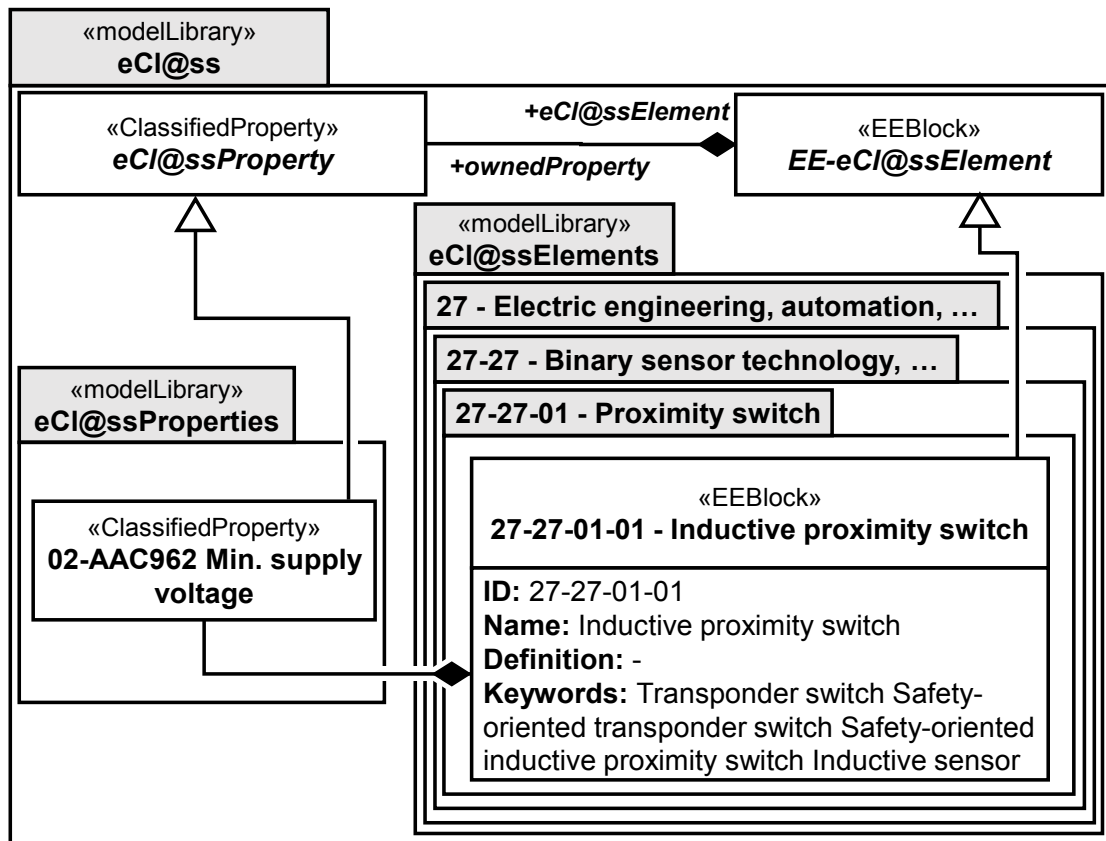 «modelLibrary»
eCl@ss
«ClassifiedProperty»
eCl@ssProperty
+eCl@ssElement
+ownedProperty
«EEBlock»
EE-eCl@ssElement
«modelLibrary»
eCl@ssElements
27 - Electric engineering, automation, …
27-27 - Binary sensor technology, …
27-27-01 - Proximity switch
«modelLibrary»
eCl@ssProperties
«ClassifiedProperty»
02-AAC962 Min. supply
voltage
«EEBlock»
27-27-01-01 - Inductive proximity switch
ID: 27-27-01-01
Name: Inductive proximity switch
Definition: -
Keywords: Transponder switch Safety-
oriented transponder switch Safety-oriented
inductive proximity switch Inductive sensor